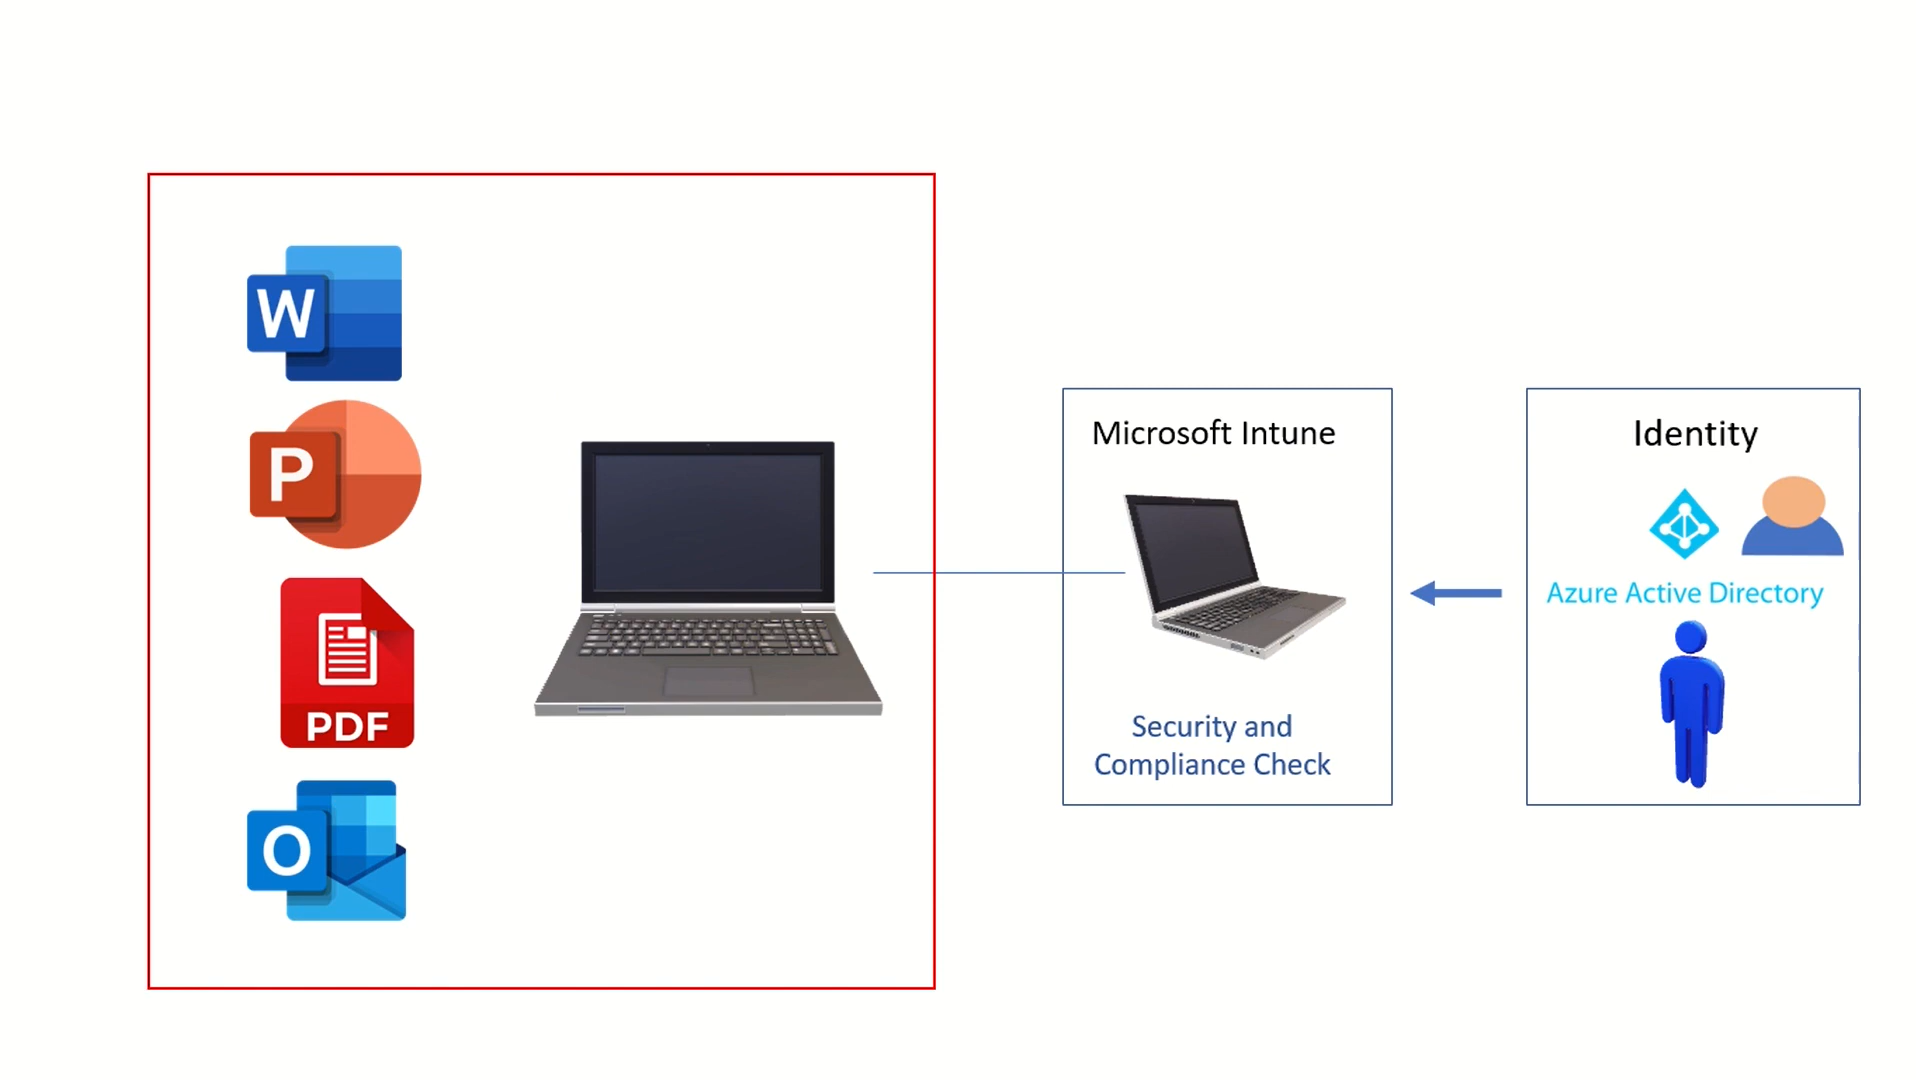 W
P
PDF
O
Microsoft Intune
Security and
Compliance Check
Identity
Azure Active Directory